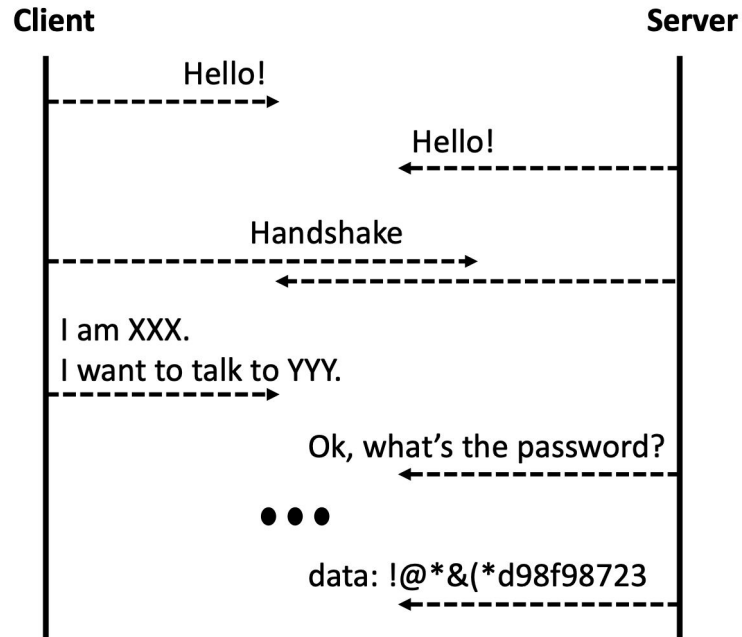 Client
Server
Hello!
Hello!
Handshake
I am XXX.
I want to talk to YYY.
Ok, what’s the password?
data: !@*&(*d98f98723